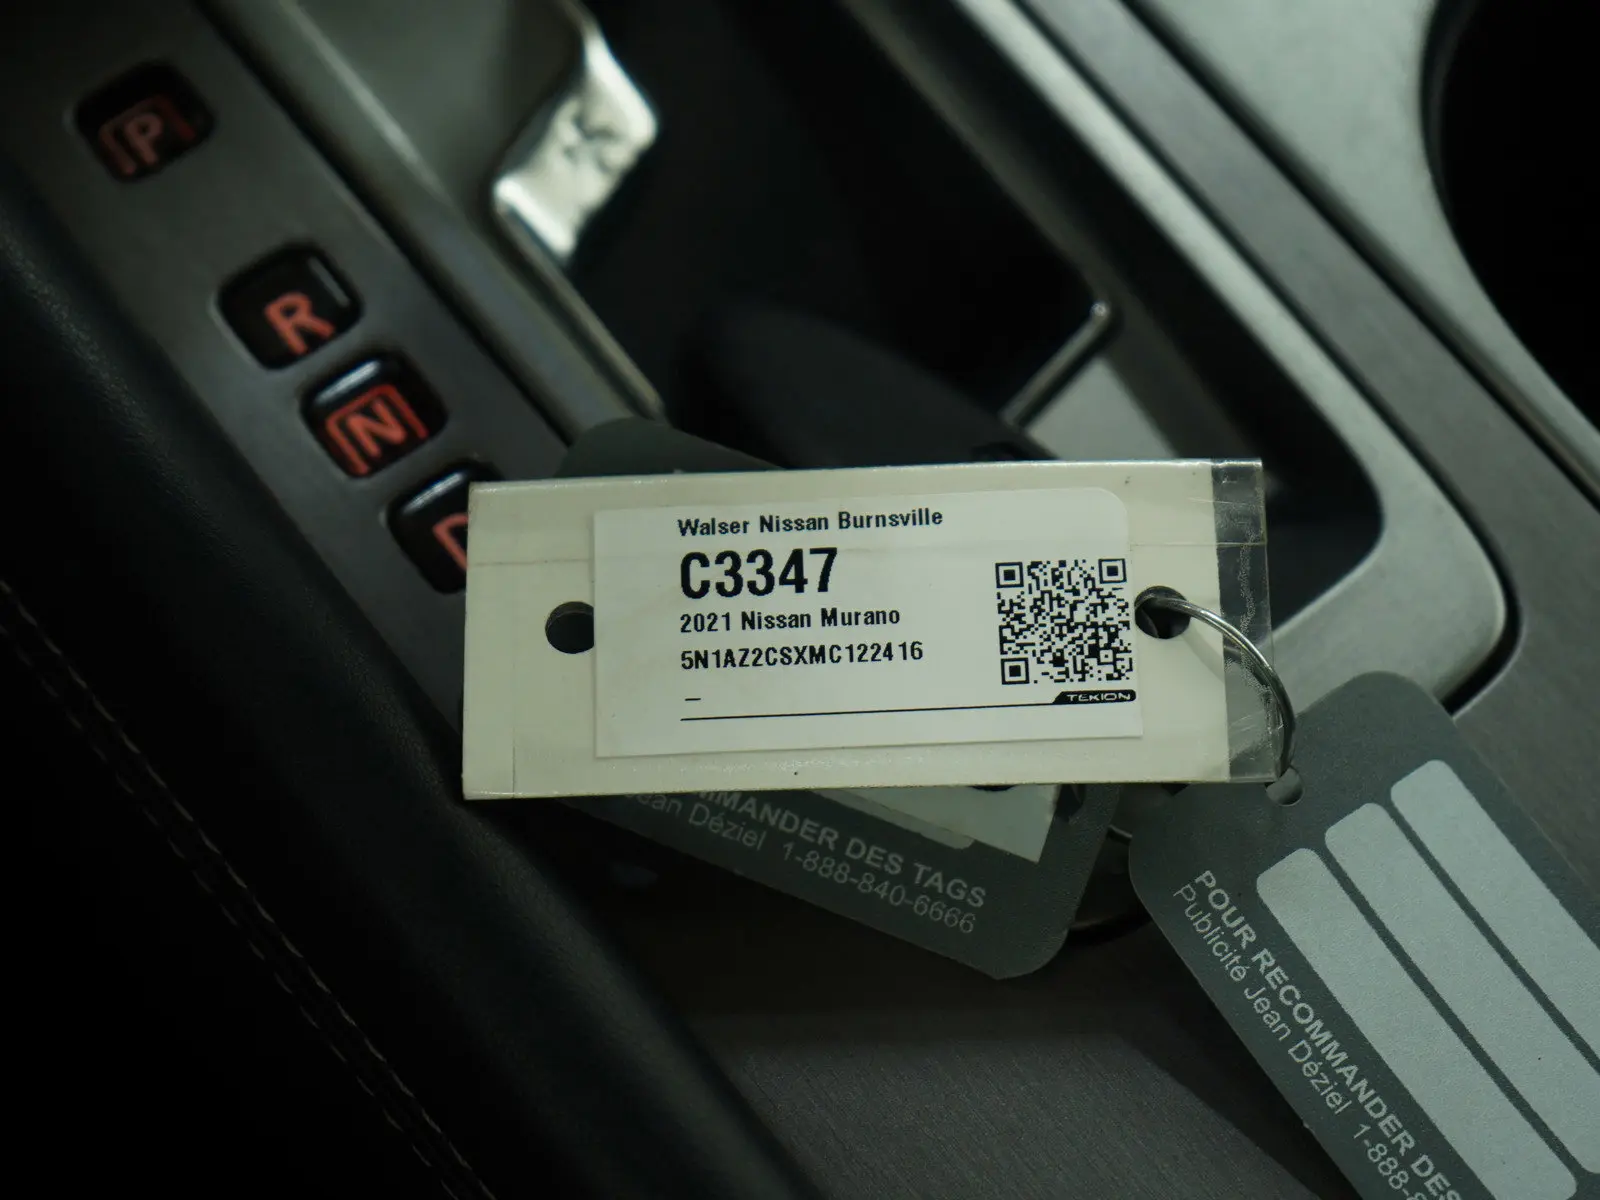 P
R
N
D
Walser Nissan Burnsville
C3347
2021 Nissan Murano
5N1AZ2CSXMC122416
–
TEKION
DES TAGS
Jean Déziel 1-888-840-6666
POUR RECOMMANDER DES
Publicité Jean Déziel 1-888-